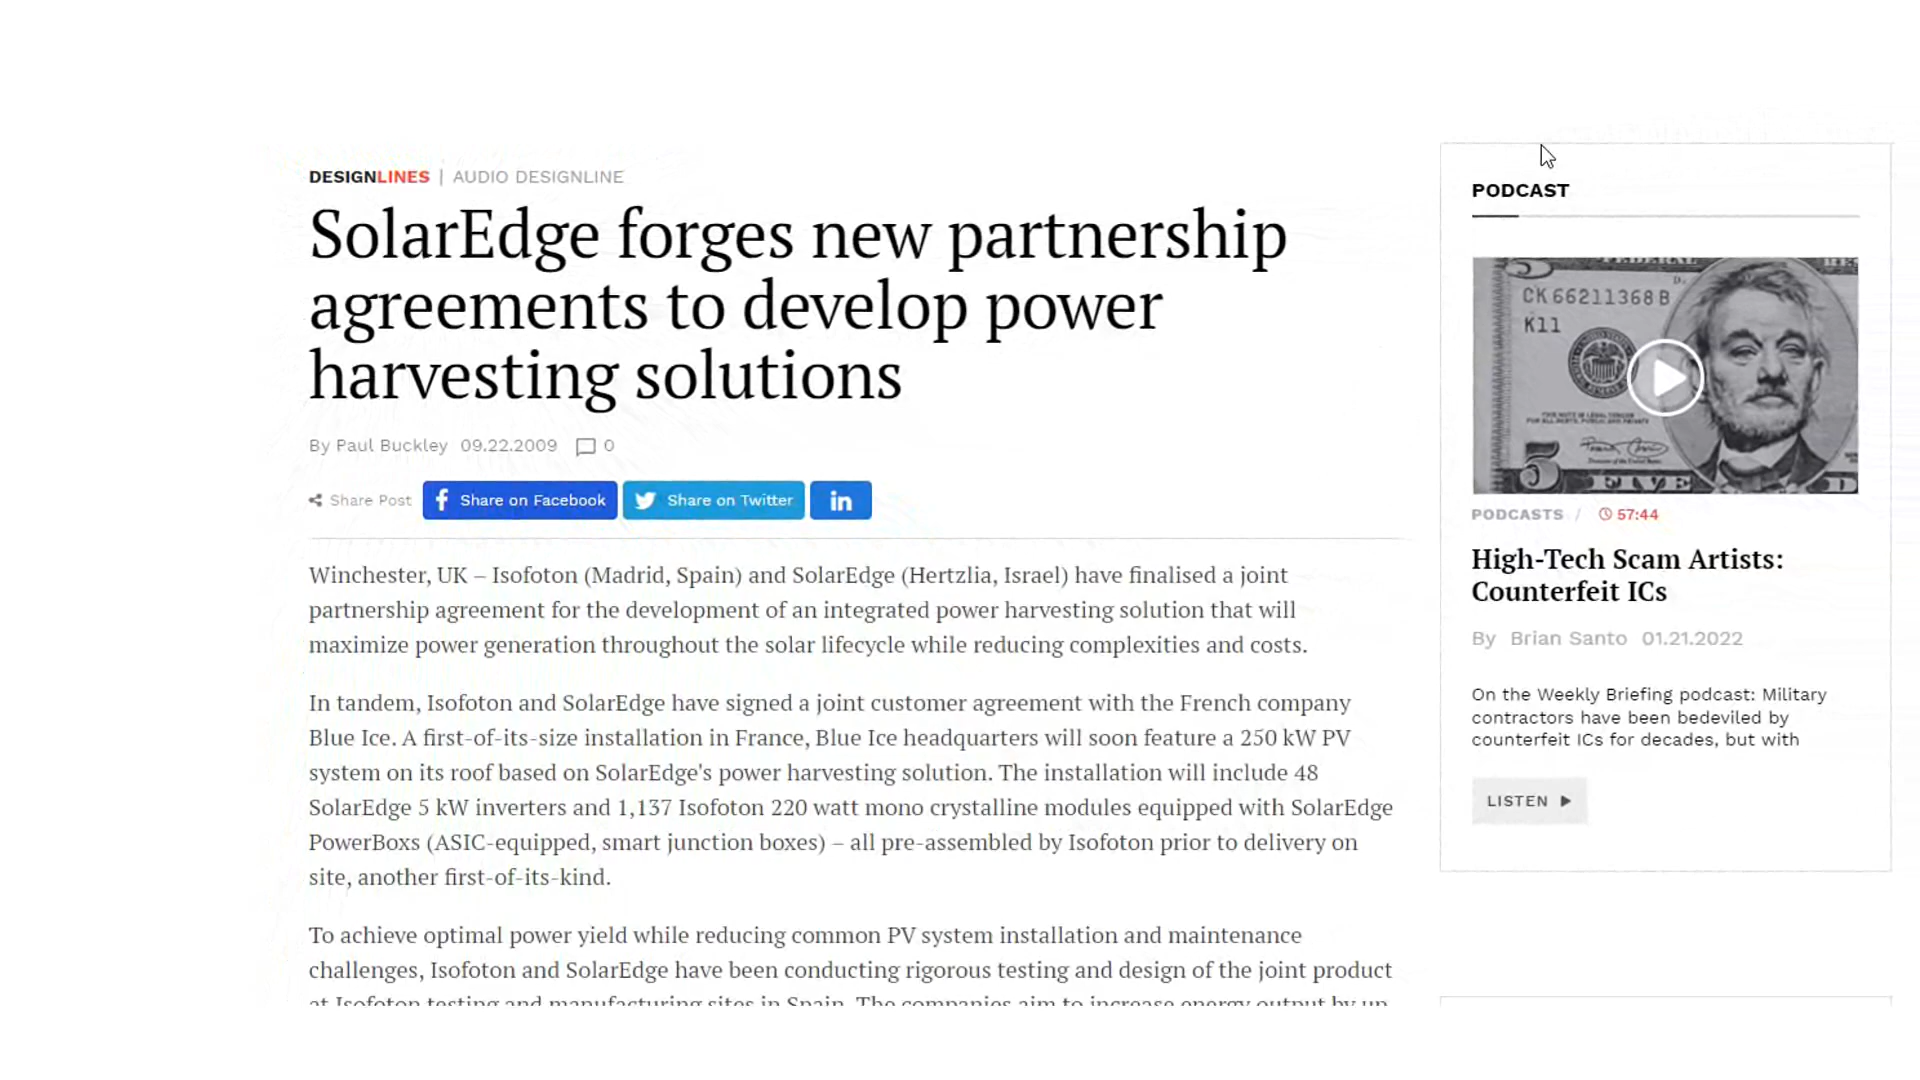 DESIGNLINES | AUDIO DESIGNLINE
SolarEdge forges new partnership
agreements to develop power
harvesting solutions
By Paul Buckley 09.22.2009 0
Share Post Share on Facebook Share on Twitter in
Winchester, UK – Isofoton (Madrid, Spain) and SolarEdge (Hertzlia, Israel) have finalised a joint
partnership agreement for the development of an integrated power harvesting solution that will
maximize power generation throughout the solar lifecycle while reducing complexities and costs.
In tandem, Isofoton and SolarEdge have signed a joint customer agreement with the French company
Blue Ice. A first-of-its-size installation in France, Blue Ice headquarters will soon feature a 250 kW PV
system on its roof based on SolarEdge's power harvesting solution. The installation will include 48
SolarEdge 5 kW inverters and 1,137 Isofoton 220 watt mono crystalline modules equipped with SolarEdge
PowerBoxs (ASIC-equipped, smart junction boxes) – all pre-assembled by Isofoton prior to delivery on
site, another first-of-its-kind.
To achieve optimal power yield while reducing common PV system installation and maintenance
challenges, Isofoton and SolarEdge have been conducting rigorous testing and design of the joint product
at Isofoton testing and manufacturing sites in Spain. The companies aim to increase energy output by up
PODCAST
CK 66211368 B
K11
5 FIVE
PODCASTS / 57:44
High-Tech Scam Artists:
Counterfeit ICs
By Brian Santo 01.21.2022
On the Weekly Briefing podcast: Military
contractors have been bedeviled by
counterfeit ICs for decades, but with
LISTEN